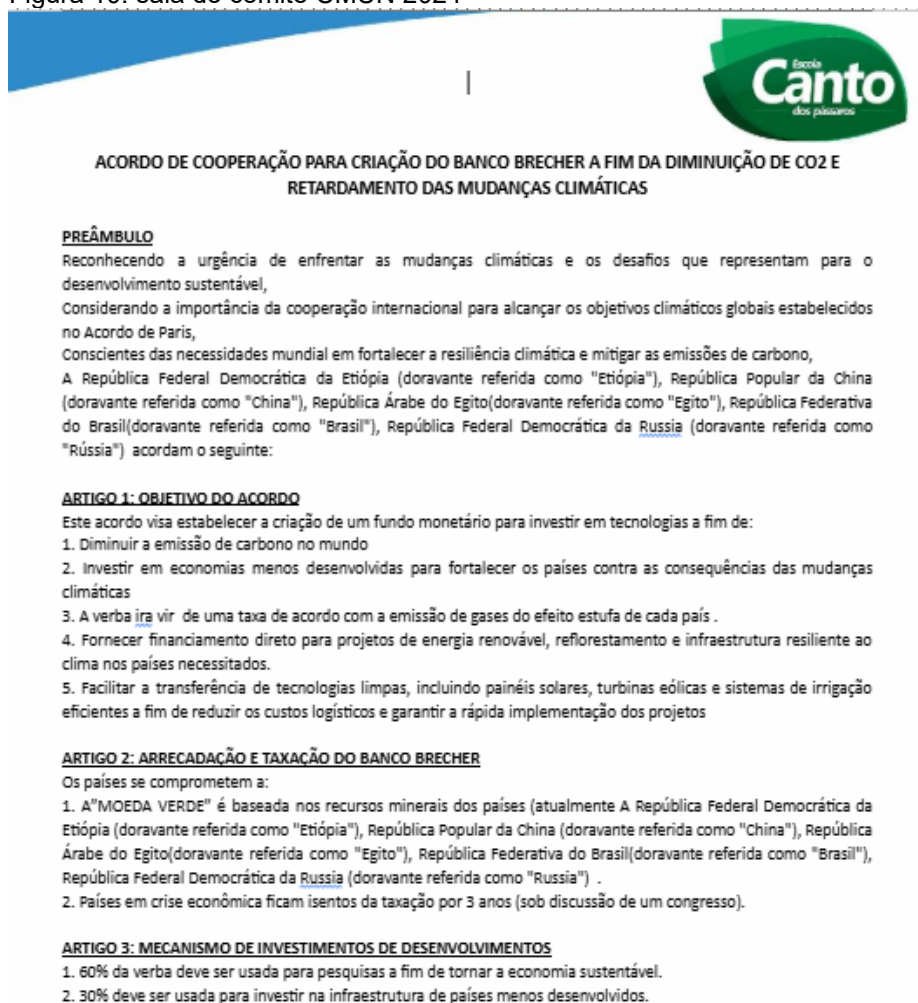 Figura 10: sala do comitê CMUN 2024
Escola
Canto
dos pássaros
ACORDO DE COOPERAÇÃO PARA CRIAÇÃO DO BANCO BRECHER A FIM DA DIMINUIÇÃO DE CO2 E
RETARDAMENTO DAS MUDANÇAS CLIMÁTICAS
PREÂMBULO
Reconhecendo a urgência de enfrentar as mudanças climáticas e os desafios que representam para o
desenvolvimento sustentável,
Considerando a importância da cooperação internacional para alcançar os objetivos climáticos globais estabelecidos
no Acordo de Paris,
Conscientes das necessidades mundial em fortalecer a resiliência climática e mitigar as emissões de carbono,
A República Federal Democrática da Etiópia (doravante referida como "Etiópia"), República Popular da China
(doravante referida como "China"), República Árabe do Egito(doravante referida como "Egito"), República Federativa
do Brasil(doravante referida como "Brasil"), República Federal Democrática da Russia (doravante referida como
"Rússia") acordam o seguinte:
ARTIGO 1: OBJETIVO DO ACORDO
Este acordo visa estabelecer a criação de um fundo monetário para investir em tecnologias a fim de:
1. Diminuir a emissão de carbono no mundo
2. Investir em economias menos desenvolvidas para fortalecer os países contra as consequências das mudanças
climáticas
3. A verba ira vir de uma taxa de acordo com a emissão de gases do efeito estufa de cada país .
4. Fornecer financiamento direto para projetos de energia renovável, reflorestamento e infraestrutura resiliente ao
clima nos países necessitados.
5. Facilitar a transferência de tecnologias limpas, incluindo painéis solares, turbinas eólicas e sistemas de irrigação
eficientes a fim de reduzir os custos logísticos e garantir a rápida implementação dos projetos
ARTIGO 2: ARRECADAÇÃO E TAXAÇÃO DO BANCO BRECHER
Os países se comprometem a:
1. A"MOEDA VERDE" é baseada nos recursos minerais dos países (atualmente A República Federal Democrática da
Etiópia (doravante referida como "Etiópia"), República Popular da China (doravante referida como "China"), República
Árabe do Egito(doravante referida como "Egito"), República Federativa do Brasil(doravante referida como "Brasil"),
República Federal Democrática da Russia (doravante referida como "Russia") .
2. Países em crise econômica ficam isentos da taxação por 3 anos (sob discussão de um congresso).
ARTIGO 3: MECANISMO DE INVESTIMENTOS DE DESENVOLVIMENTOS
1. 60% da verba deve ser usada para pesquisas a fim de tornar a economia sustentável.
2. 30% deve ser usada para investir na infraestrutura de países menos desenvolvidos.